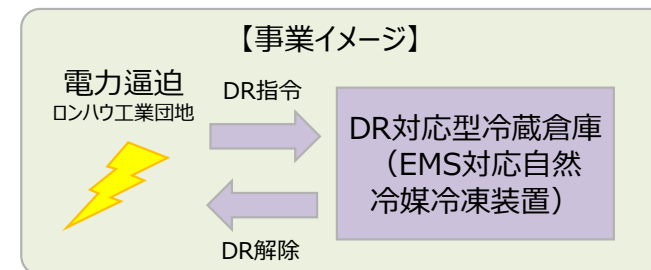 【事業イメージ】
電力逼迫
ロンハウ工業団地
DR指令
DR対応型冷蔵倉庫
（EMS対応自然
冷媒冷凍装置）
DR解除